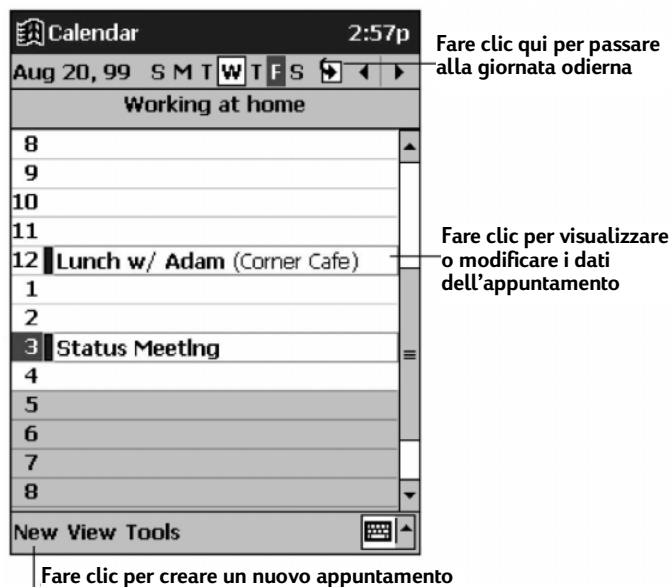 Calendar 2:57p
Aug 20, 99 S M T W T F S
Working at home
8
9
10
11
12 Lunch w/ Adam (Corner Cafe)
1
2
3 Status Meeting
4
5
6
7
8
New View Tools
Fare clic qui per passare
alla giornata odierna
Fare clic per visualizzare
o modificare i dati
dell'appuntamento
Fare clic per creare un nuovo appuntamento